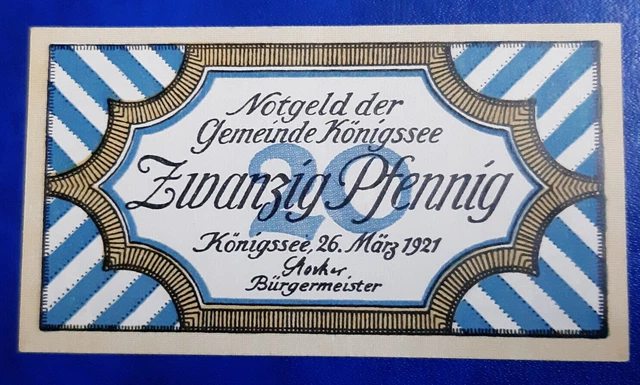 Notgeld der
Gemeinde Königssee
20
Zwanzig Pfennig
Königssee, 26. März 1921
Bürgermeister